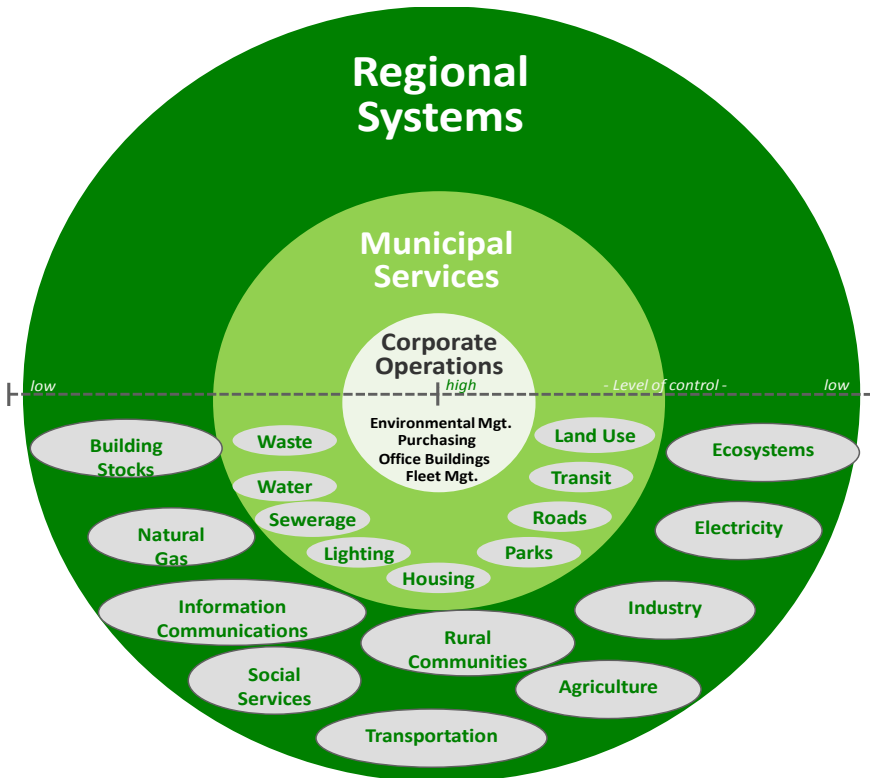 Regional
Systems
Municipal
Services
Corporate
Operations
low
high
- Level of control -
low
Environmental Mgt.
Purchasing
Office Buildings
Fleet Mgt.
Building
Stocks
Waste
Land Use
Ecosystems
Water
Transit
Natural
Gas
Sewerage
Roads
Electricity
Lighting
Parks
Housing
Information
Communications
Rural
Communities
Industry
Social
Services
Agriculture
Transportation